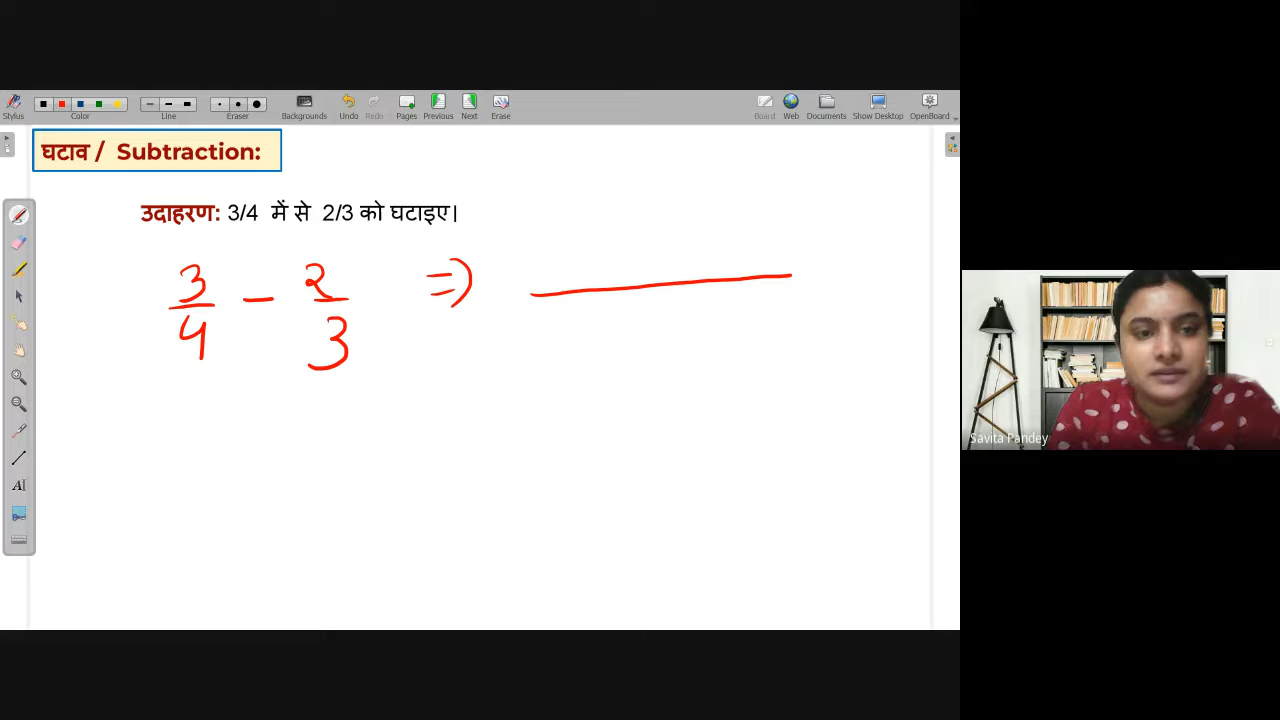 Stylus Color Line Eraser Backgrounds Undo Redo Pages Previous Next Erase Board Web Documents Show Desktop OpenBoard
घटाव / Subtraction:
उदाहरण: 3/4 में से 2/3 को घटाइए।
3/4 - 2/3 =>
Savita Pandey